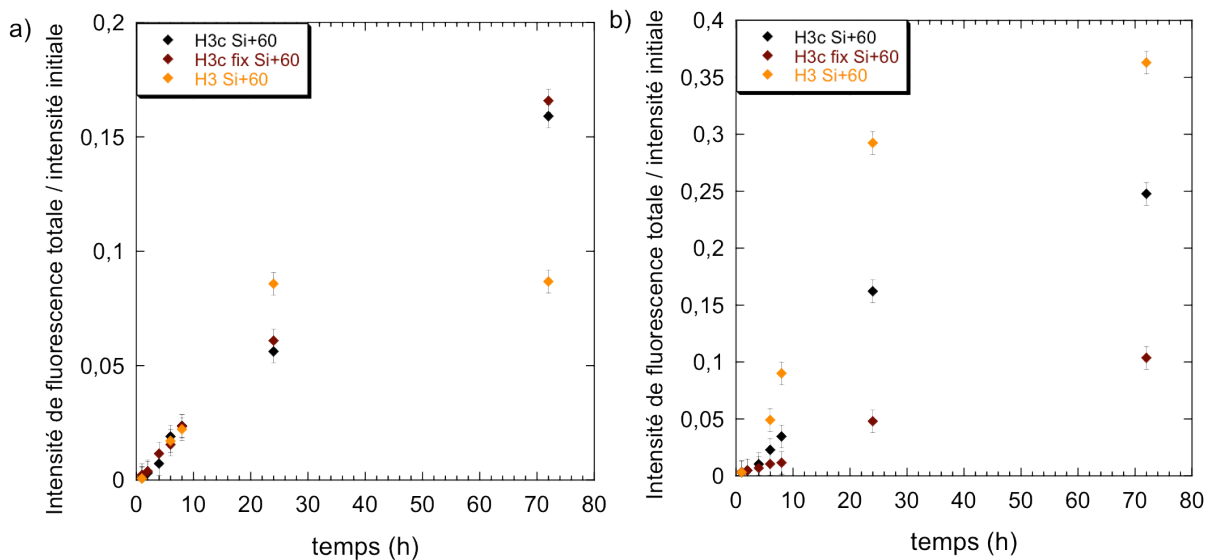 a)
H3c Si+60
H3c fix Si+60
H3 Si+60
Intensité de fluorescence totale / intensité initiale
0,2
0,15
0,1
0,05
0
0 10 20 30 40 50 60 70 80
temps (h)
b)
H3c Si+60
H3c fix Si+60
H3 Si+60
Intensité de fluorescence totale / intensité initiale
0,4
0,35
0,3
0,25
0,2
0,15
0,1
0,05
0
0 10 20 30 40 50 60 70 80
temps (h)